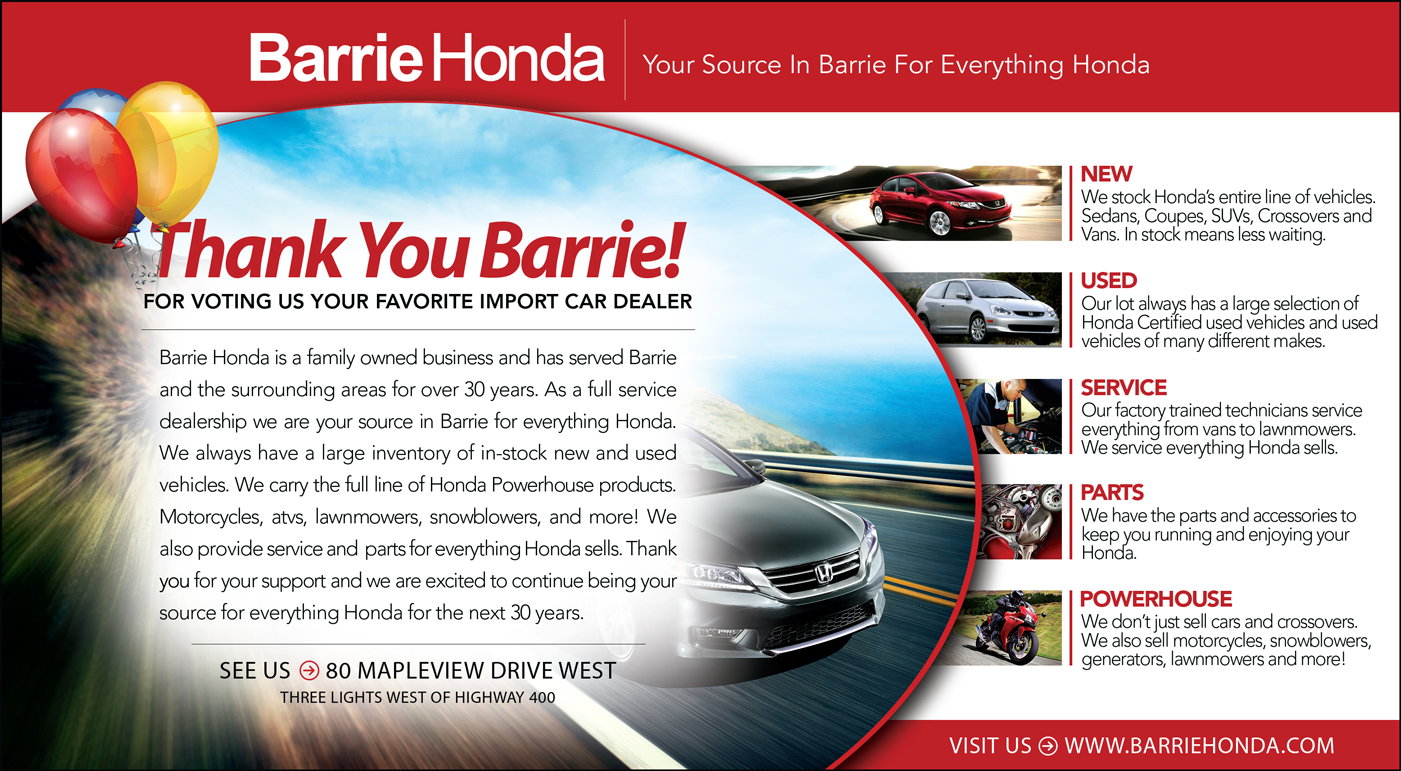 Barrie Honda
Your Source In Barrie For Everything Honda
Thank You Barrie!
FOR VOTING US YOUR FAVORITE IMPORT CAR DEALER
Barrie Honda is a family owned business and has served Barrie
and the surrounding areas for over 30 years. As a full service
dealership we are your source in Barrie for everything Honda.
We always have a large inventory of in-stock new and used
vehicles. We carry the full line of Honda Powerhouse products.
Motorcycles, atvs, lawnmowers, snowblowers, and more! We
also provide service and parts for everything Honda sells. Thank
you for your support and we are excited to continue being your
source for everything Honda for the next 30 years.
SEE US → 80 MAPLEVIEW DRIVE WEST
THREE LIGHTS WEST OF HIGHWAY 400
NEW
We stock Honda's entire line of vehicles.
Sedans, Coupes, SUVs, Crossovers and
Vans. In stock means less waiting.
USED
Our lot always has a large selection of
Honda Certified used vehicles and used
vehicles of many different makes.
SERVICE
Our factory trained technicians service
everything from vans to lawnmowers.
We service everything Honda sells.
PARTS
We have the parts and accessories to
keep you running and enjoying your
Honda.
POWERHOUSE
We don't just sell cars and crossovers.
We also sell motorcycles, snowblowers,
generators, lawnmowers and more!
VISIT US → WWW.BARRIEHONDA.COM